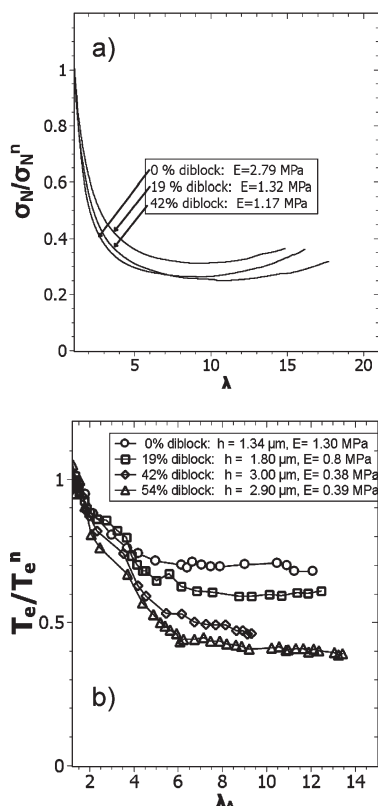 a)
σN/σNⁿ
1
0.8
0.6
0.4
0.2
0
0 % diblock: E=2.79 MPa
19 % diblock: E=1.32 MPa
42% diblock: E=1.17 MPa
5
10
15
20
λ
b)
Te/Teⁿ
1
0.5
0
0% diblock: h = 1.34 μm, E= 1.30 MPa
19% diblock: h = 1.80 μm, E= 0.8 MPa
42% diblock: h = 3.00 μm, E= 0.38 MPa
54% diblock: h = 2.90 μm, E= 0.39 MPa
2
4
6
8
10
12
14